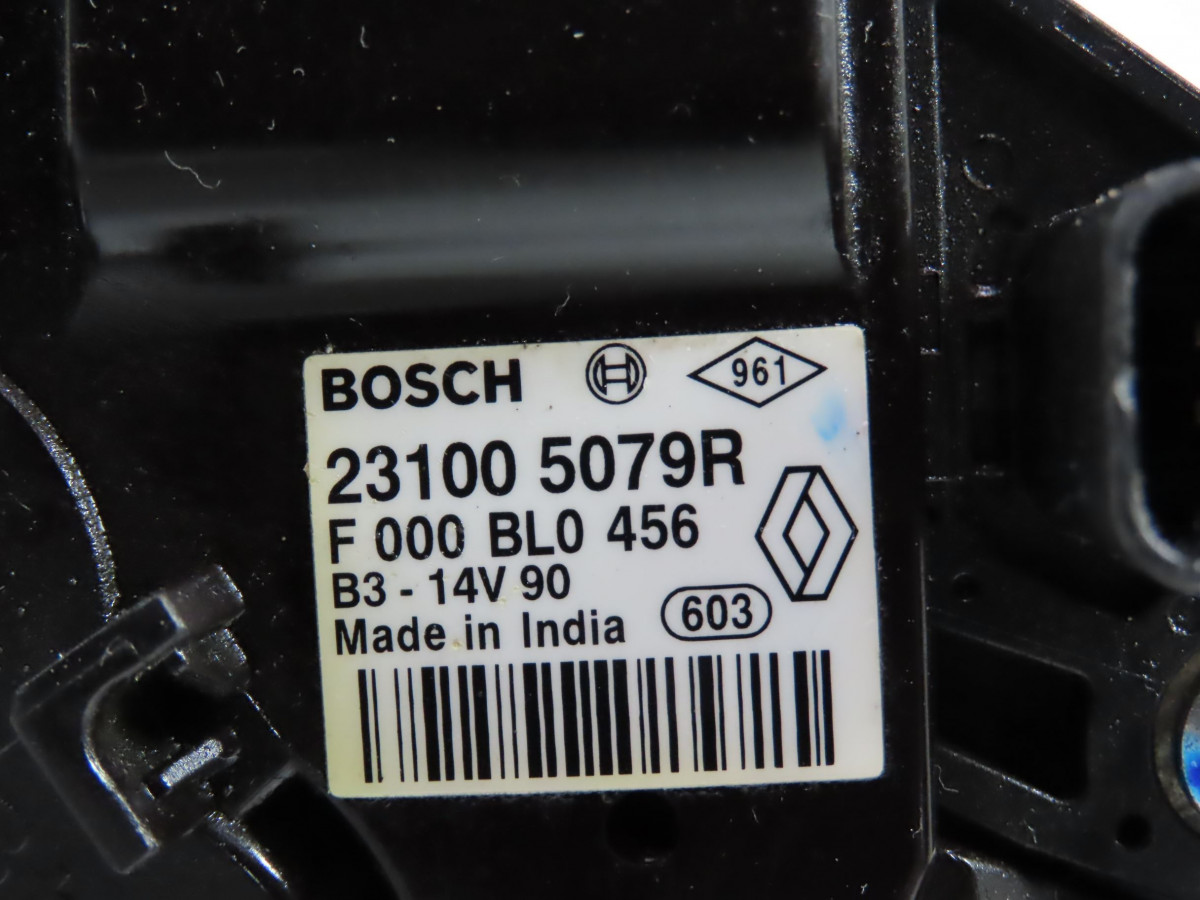 BOSCH 961
23100 5079R
F 000 BL0 456
B3 - 14V 90
Made in India 603